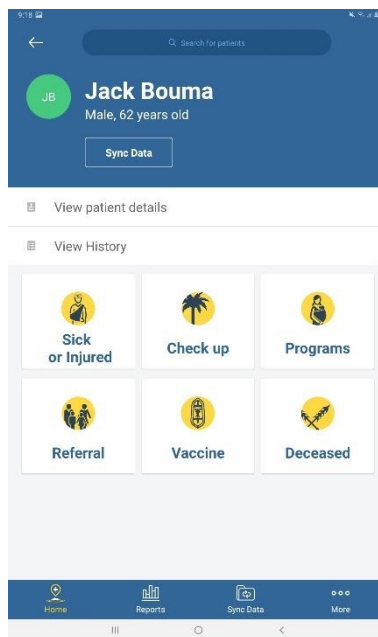 9:18
Search for patients
JB
Jack Bouma
Male, 62 years old
Sync Data
View patient details
View History
Sick
or Injured
Check up
Programs
Referral
Vaccine
Deceased
Home
Reports
Sync Data
More